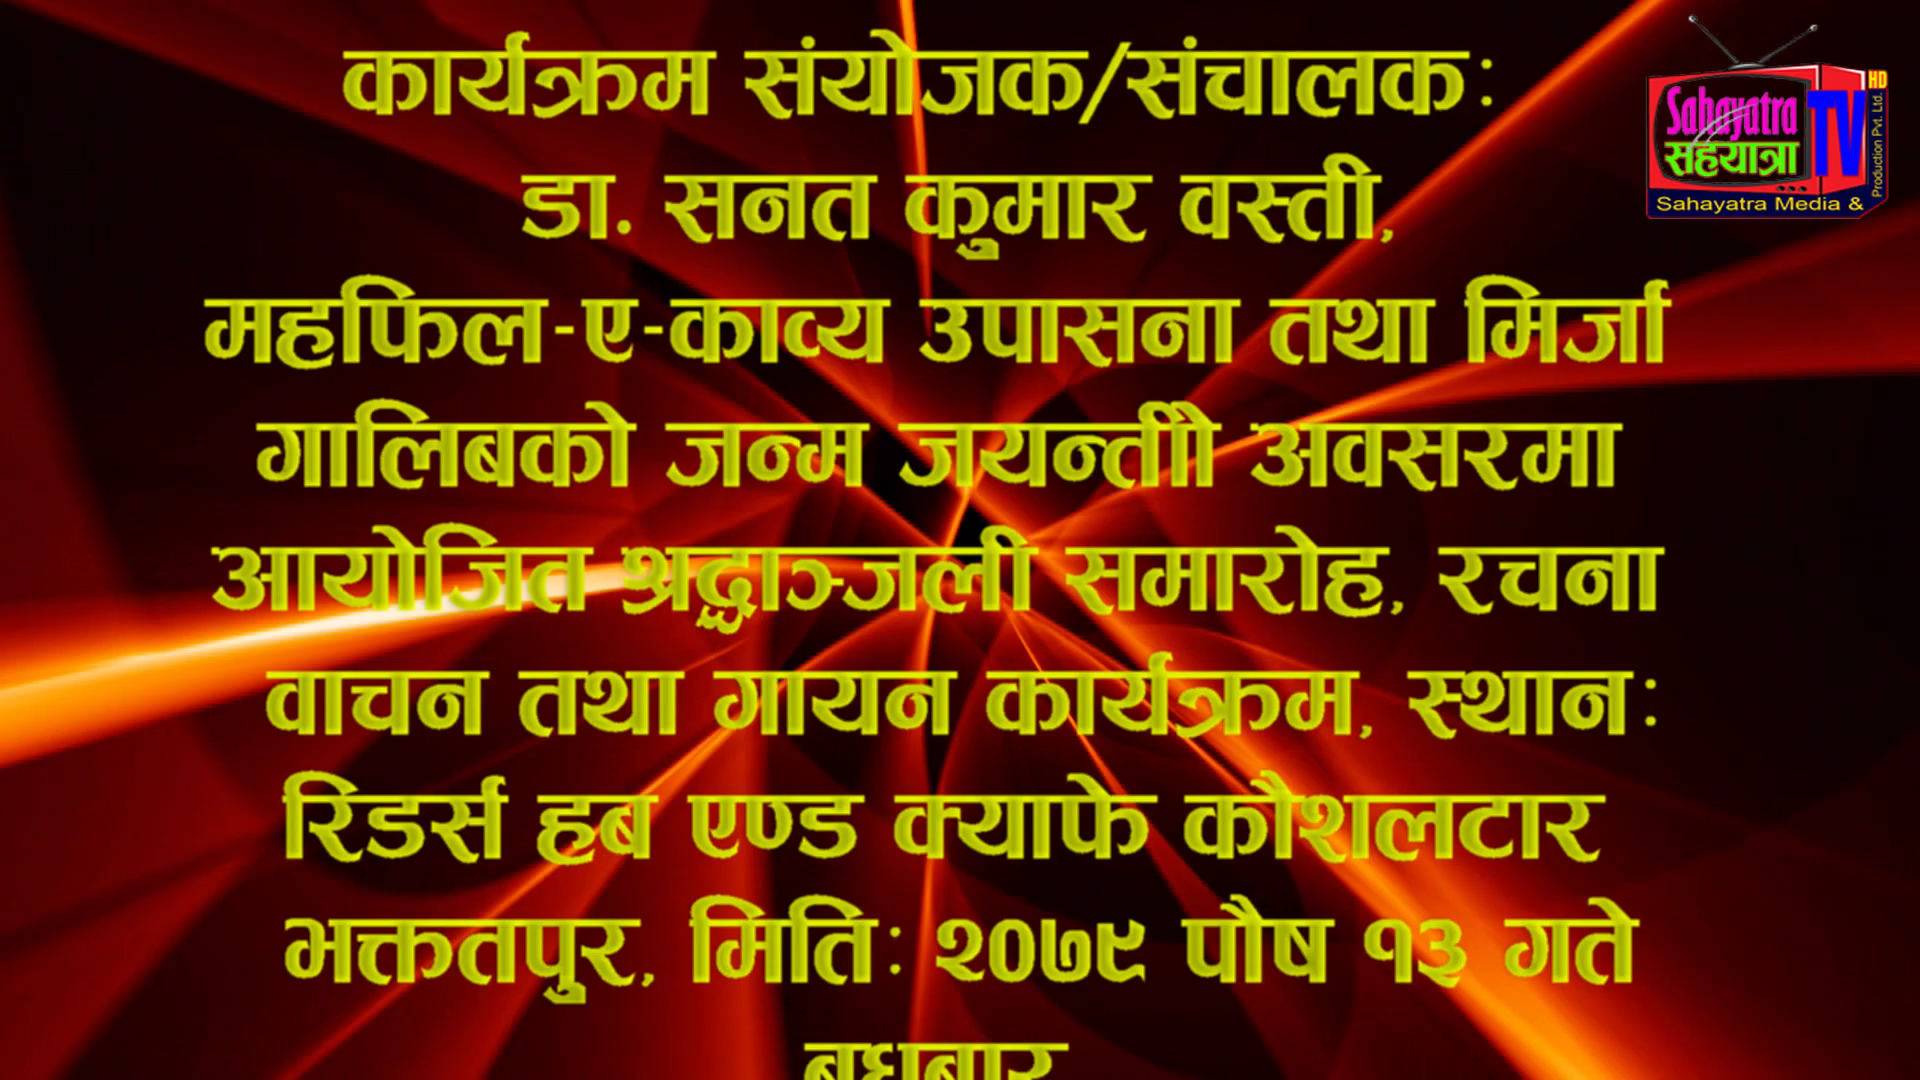 कार्यक्रम संयोजक/संचालक:
डा. सनत कुमार वस्ती,
महफिल-ए-काव्य उपासना तथा मिर्जा
गालिबको जन्म जयन्तीौ अवसरमा
आयोजित श्रद्धाञ्जली समारोह, रचना
वाचन तथा गायन कार्यक्रम, स्थान:
रिडर्स हब एण्ड क्याफे कौशलटार
भक्ततपुर, मिति: २०७९ पौष १३ गते
बुधबार
Sahayatra TV HD
सहयात्रा
Sahayatra Media &
Production Pvt. Ltd.